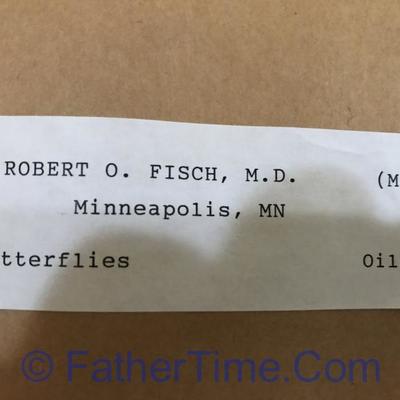 ROBERT O. FISCH, M.D. (M
Minneapolis, MN
tterflies Oil
© FatherTime.Com